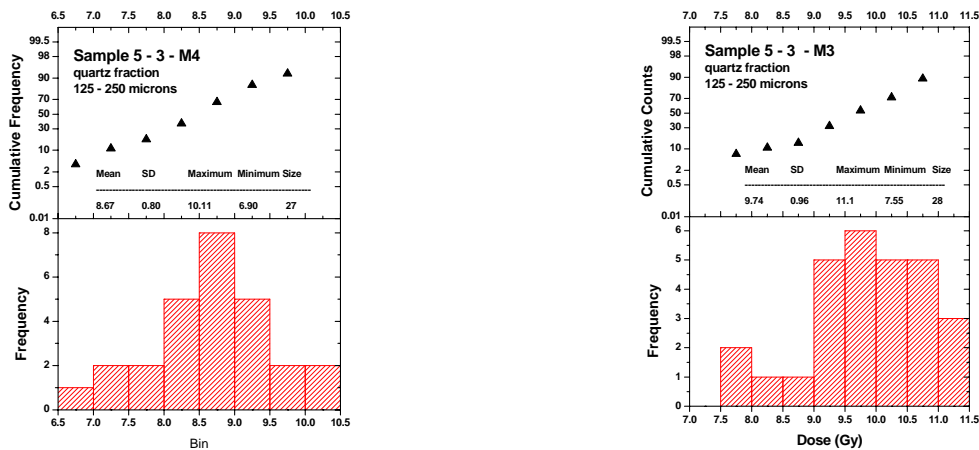 6.5 7.0 7.5 8.0 8.5 9.0 9.5 10.0 10.5
99.5
98
90
70
50
30
10
2
0.5
0.01
Cumulative Frequency
Sample 5 - 3 - M4
quartz fraction
125 - 250 microns
Mean SD Maximum Minimum Size
8.67 0.80 10.11 6.90 27
8
6
4
2
0
Frequency
6.5 7.0 7.5 8.0 8.5 9.0 9.5 10.0 10.5
Bin
7.0 7.5 8.0 8.5 9.0 9.5 10.0 10.5 11.0 11.5
99.5
98
90
70
50
30
10
2
0.5
0.01
Cumulative Counts
Sample 5 - 3 - M3
quartz fraction
125 - 250 microns
Mean SD Maximum Minimum Size
9.74 0.96 11.1 7.55 28
6
5
4
3
2
1
0
Frequency
7.0 7.5 8.0 8.5 9.0 9.5 10.0 10.5 11.0 11.5
Dose (Gy)